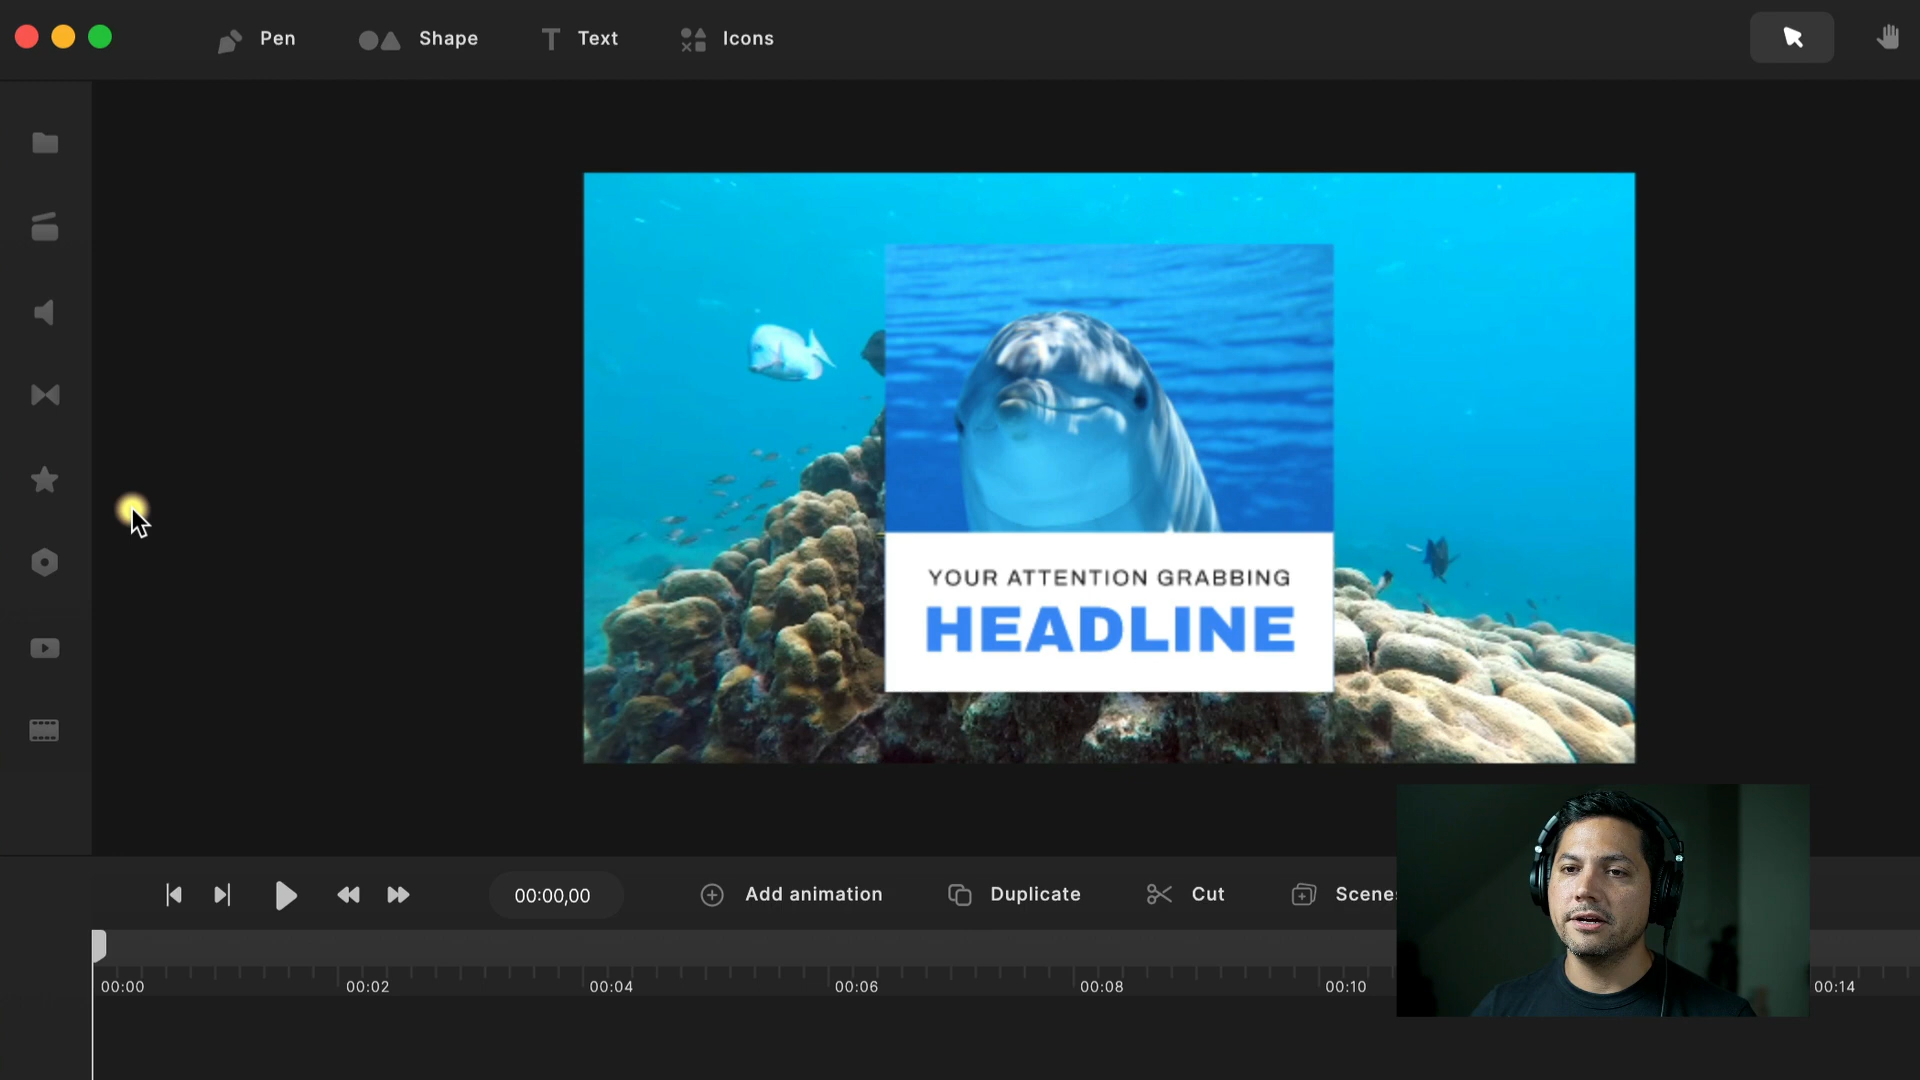 Pen
Shape
Text
Icons
YOUR ATTENTION GRABBING
HEADLINE
00:00,00
Add animation
Duplicate
Cut
Scene
00:00
00:02
00:04
00:06
00:08
00:10
00:14